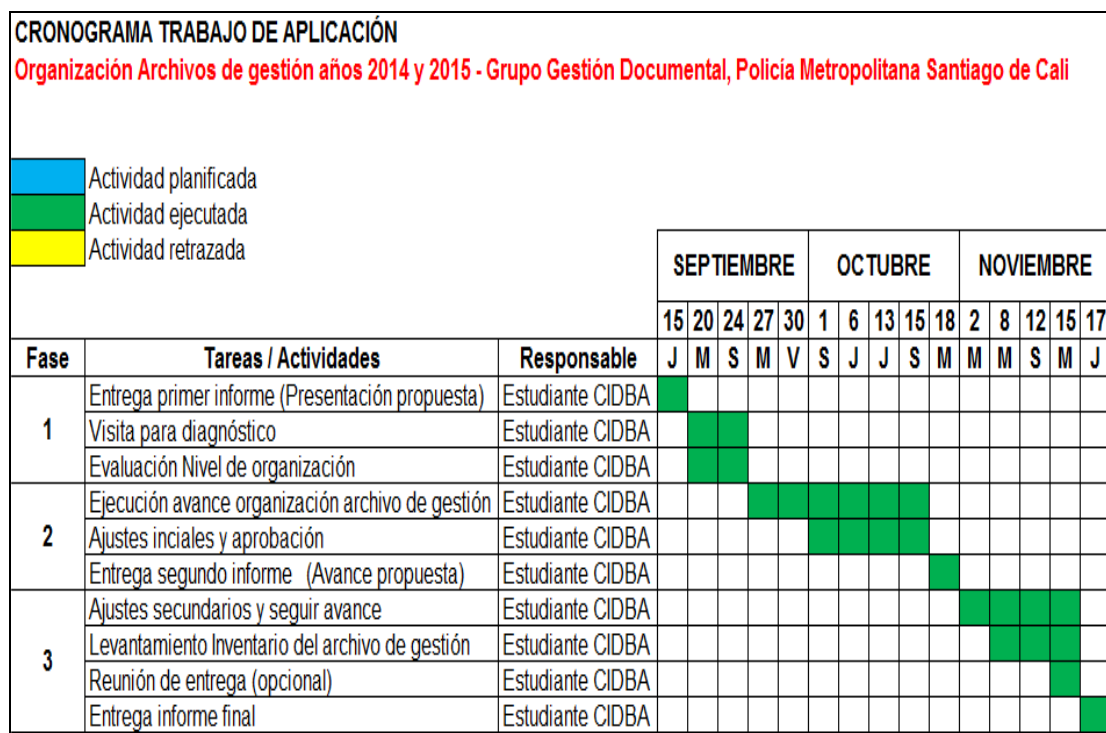 CRONOGRAMA TRABAJO DE APLICACIÓN
Organización Archivos de gestión años 2014 y 2015 - Grupo Gestión Documental, Policía Metropolitana Santiago de Cali
Actividad planificada
Actividad ejecutada
Actividad retrazada
SEPTIEMBRE OCTUBRE NOVIEMBRE
15 20 24 27 30 1 6 13 15 18 2 8 12 15 17
Fase Tareas / Actividades Responsable J M S M V S J J S M M M S M J
1
Entrega primer informe (Presentación propuesta) Estudiante CIDBA
Visita para diagnóstico Estudiante CIDBA
Evaluación Nivel de organización Estudiante CIDBA
2
Ejecución avance organización archivo de gestión Estudiante CIDBA
Ajustes inciales y aprobación Estudiante CIDBA
Entrega segundo informe (Avance propuesta) Estudiante CIDBA
3
Ajustes secundarios y seguir avance Estudiante CIDBA
Levantamiento Inventario del archivo de gestión Estudiante CIDBA
Reunión de entrega (opcional) Estudiante CIDBA
Entrega informe final Estudiante CIDBA